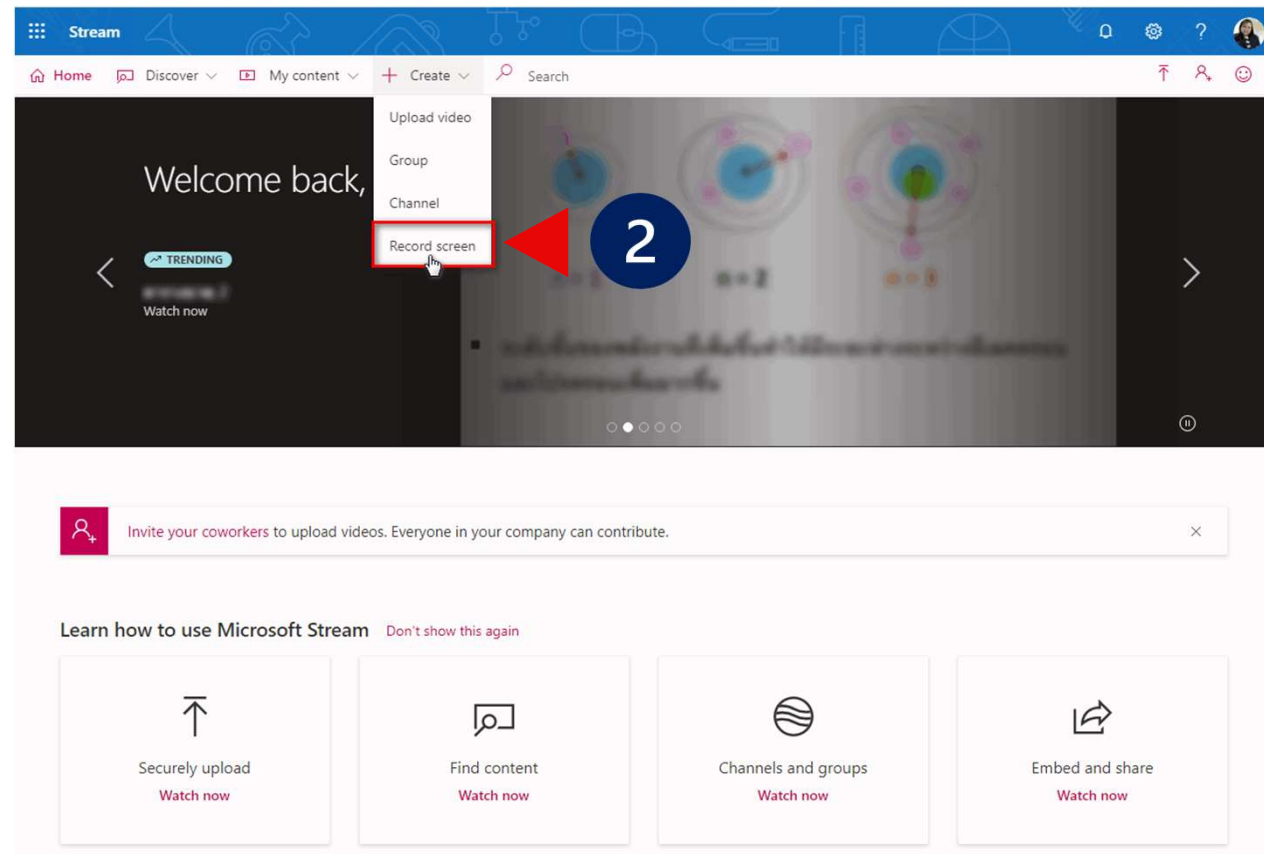 Stream
Home Discover My content Create Search
Upload video
Group
Channel
Record screen
2
Welcome back,
TRENDING
Watch now
n = 2
n = 3
Invite your coworkers to upload videos. Everyone in your company can contribute.
Learn how to use Microsoft Stream Don't show this again
Securely upload
Watch now
Find content
Watch now
Channels and groups
Watch now
Embed and share
Watch now